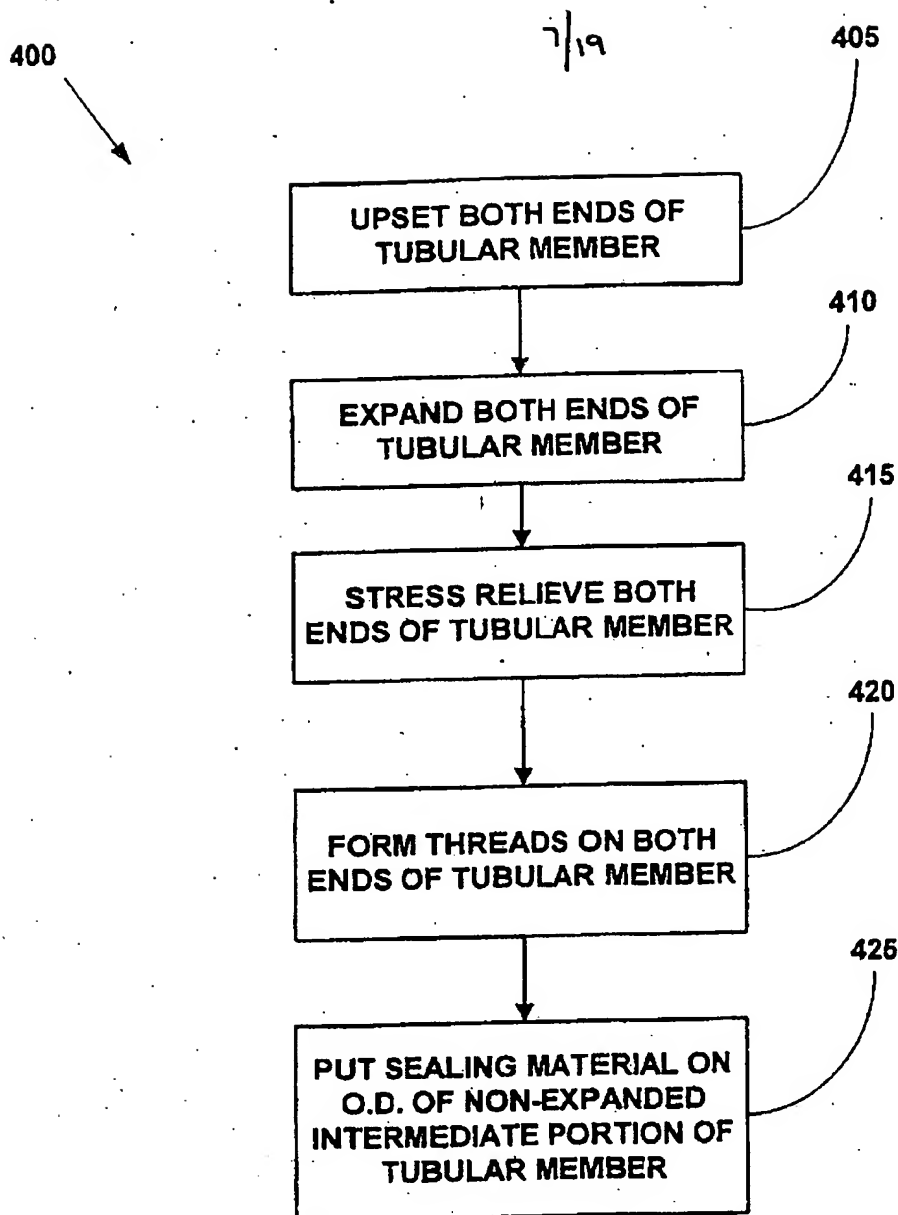 7/19
400
405
UPSET BOTH ENDS OF
TUBULAR MEMBER
410
EXPAND BOTH ENDS OF
TUBULAR MEMBER
415
STRESS RELIEVE BOTH
ENDS OF TUBULAR MEMBER
420
FORM THREADS ON BOTH
ENDS OF TUBULAR MEMBER
425
PUT SEALING MATERIAL ON
O.D. OF NON-EXPANDED
INTERMEDIATE PORTION OF
TUBULAR MEMBER